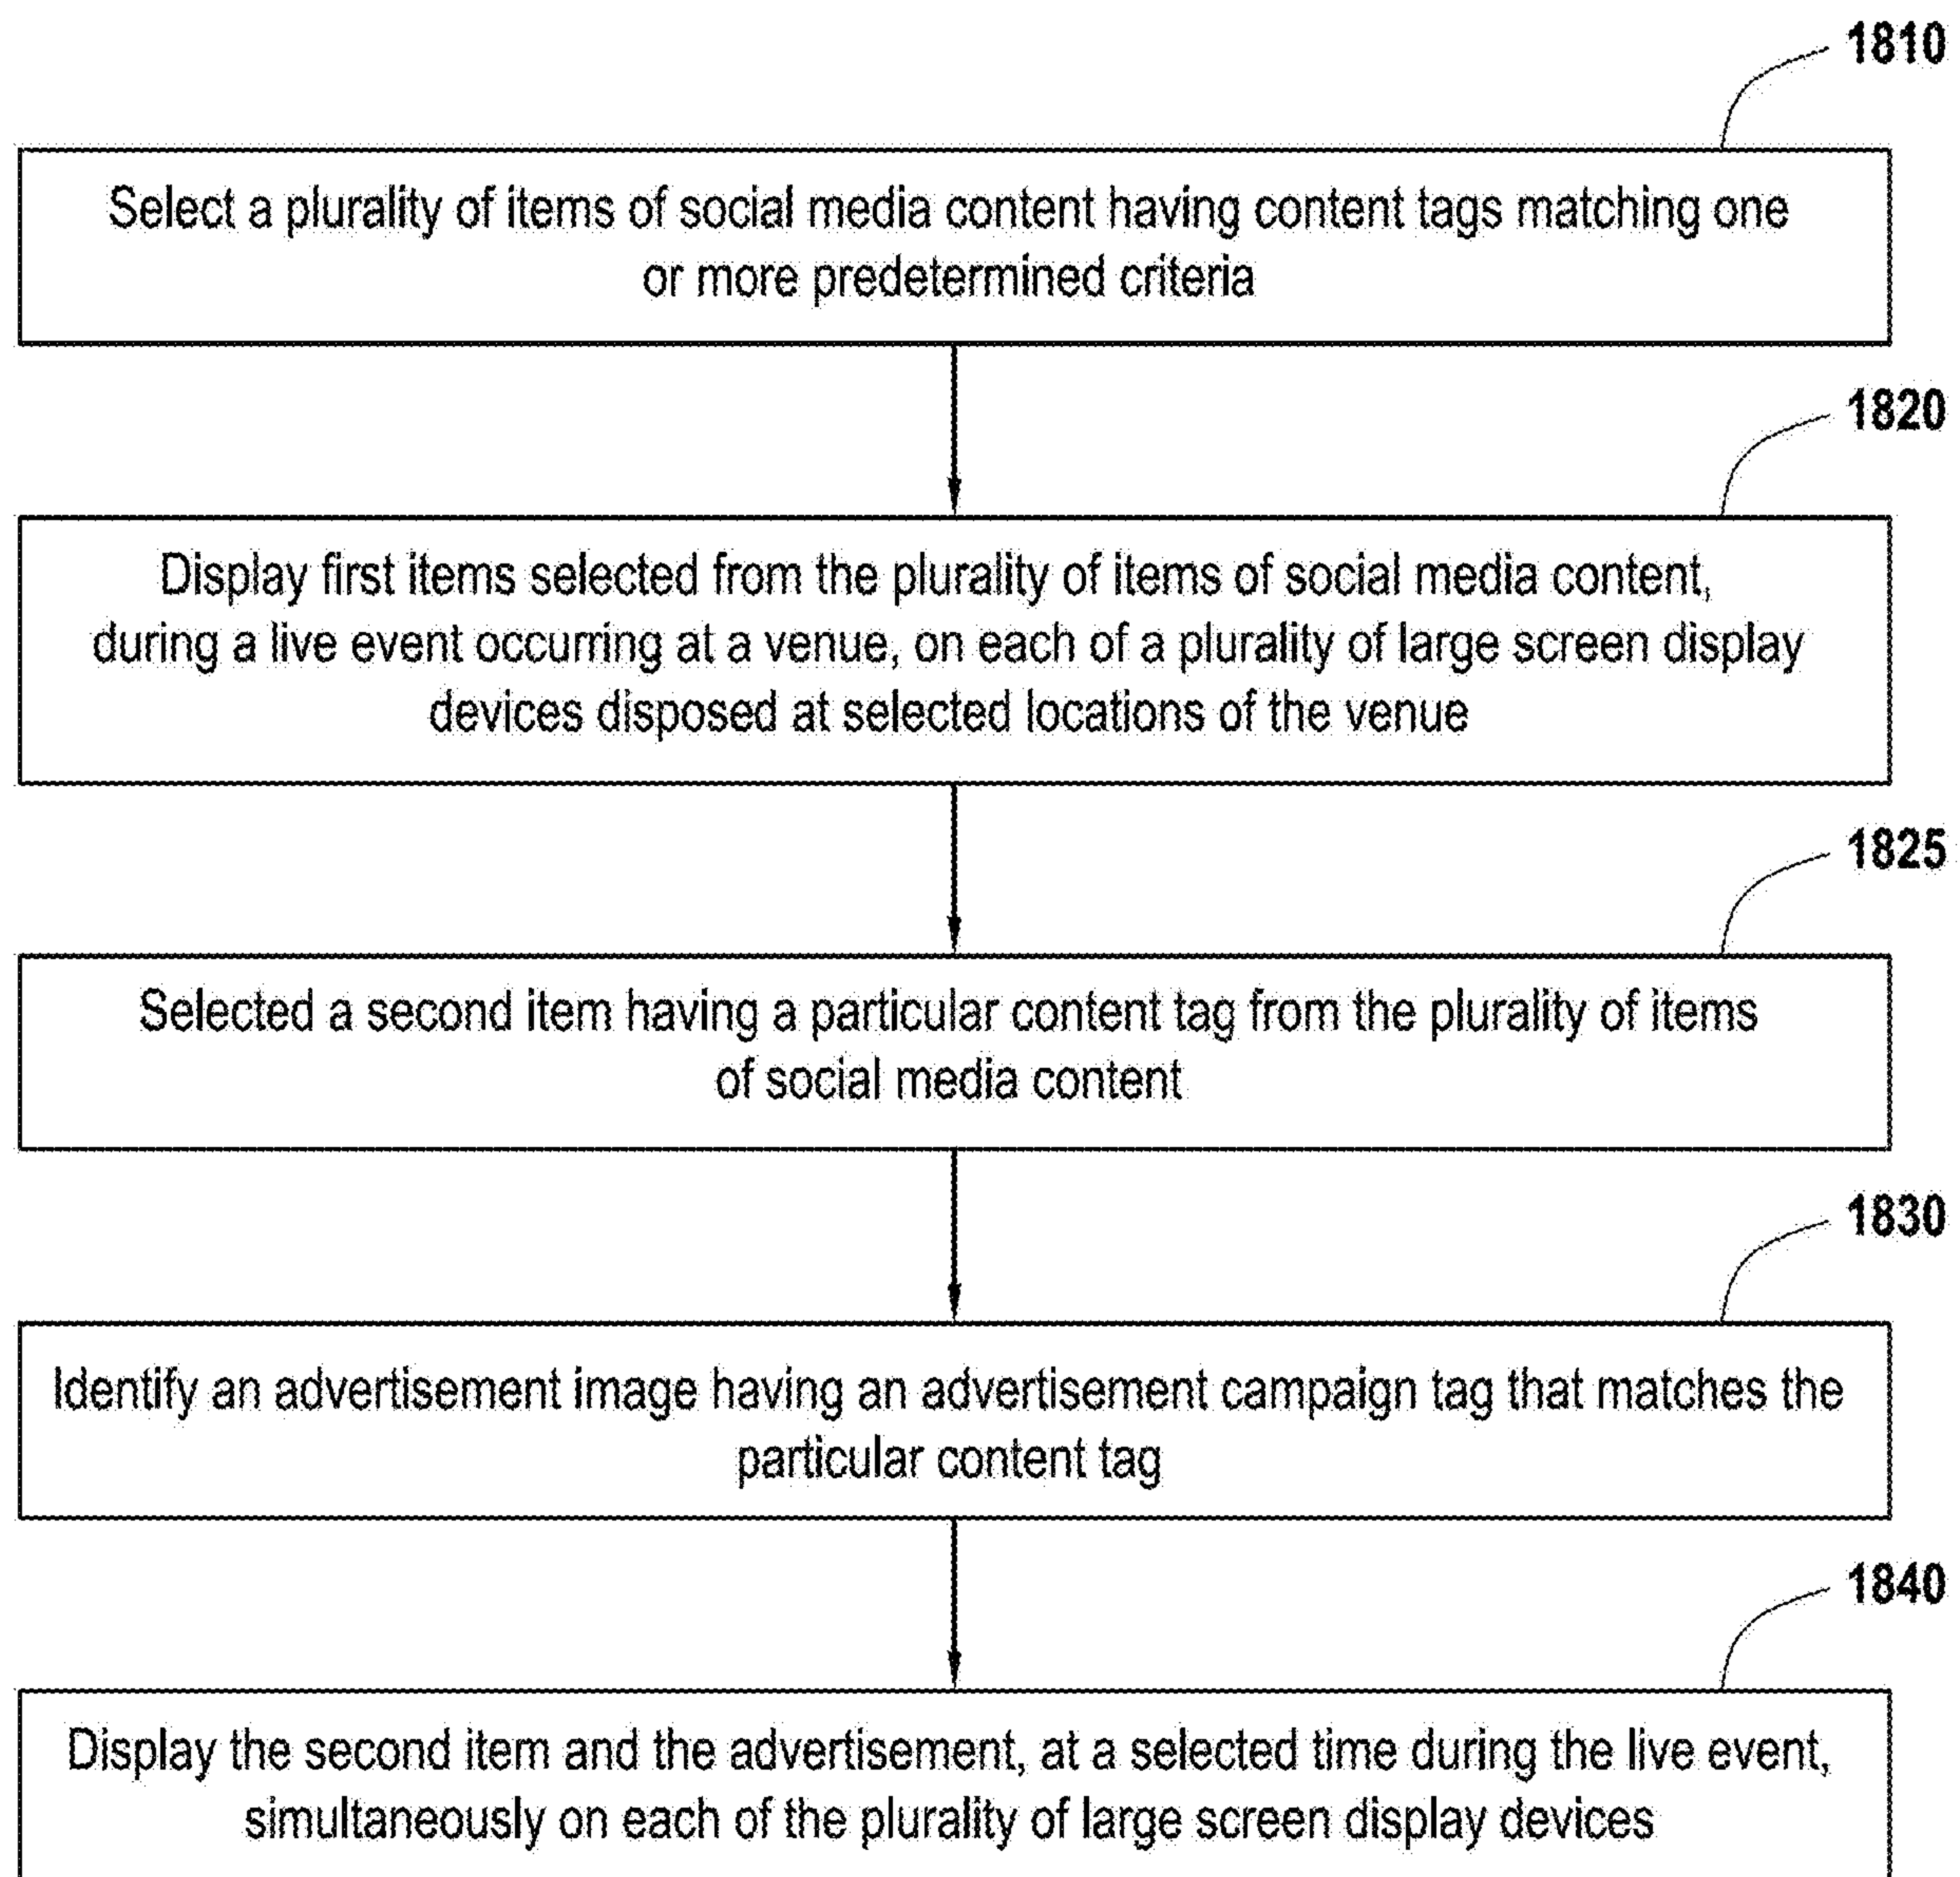 1810
Select a plurality of items of social media content having content tags matching one
or more predetermined criteria
1820
Display first items selected from the plurality of items of social media content,
during a live event occurring at a venue, on each of a plurality of large screen display
devices disposed at selected locations of the venue
1825
Selected a second item having a particular content tag from the plurality of items
of social media content
1830
Identify an advertisement image having an advertisement campaign tag that matches the
particular content tag
1840
Display the second item and the advertisement, at a selected time during the live event,
simultaneously on each of the plurality of large screen display devices